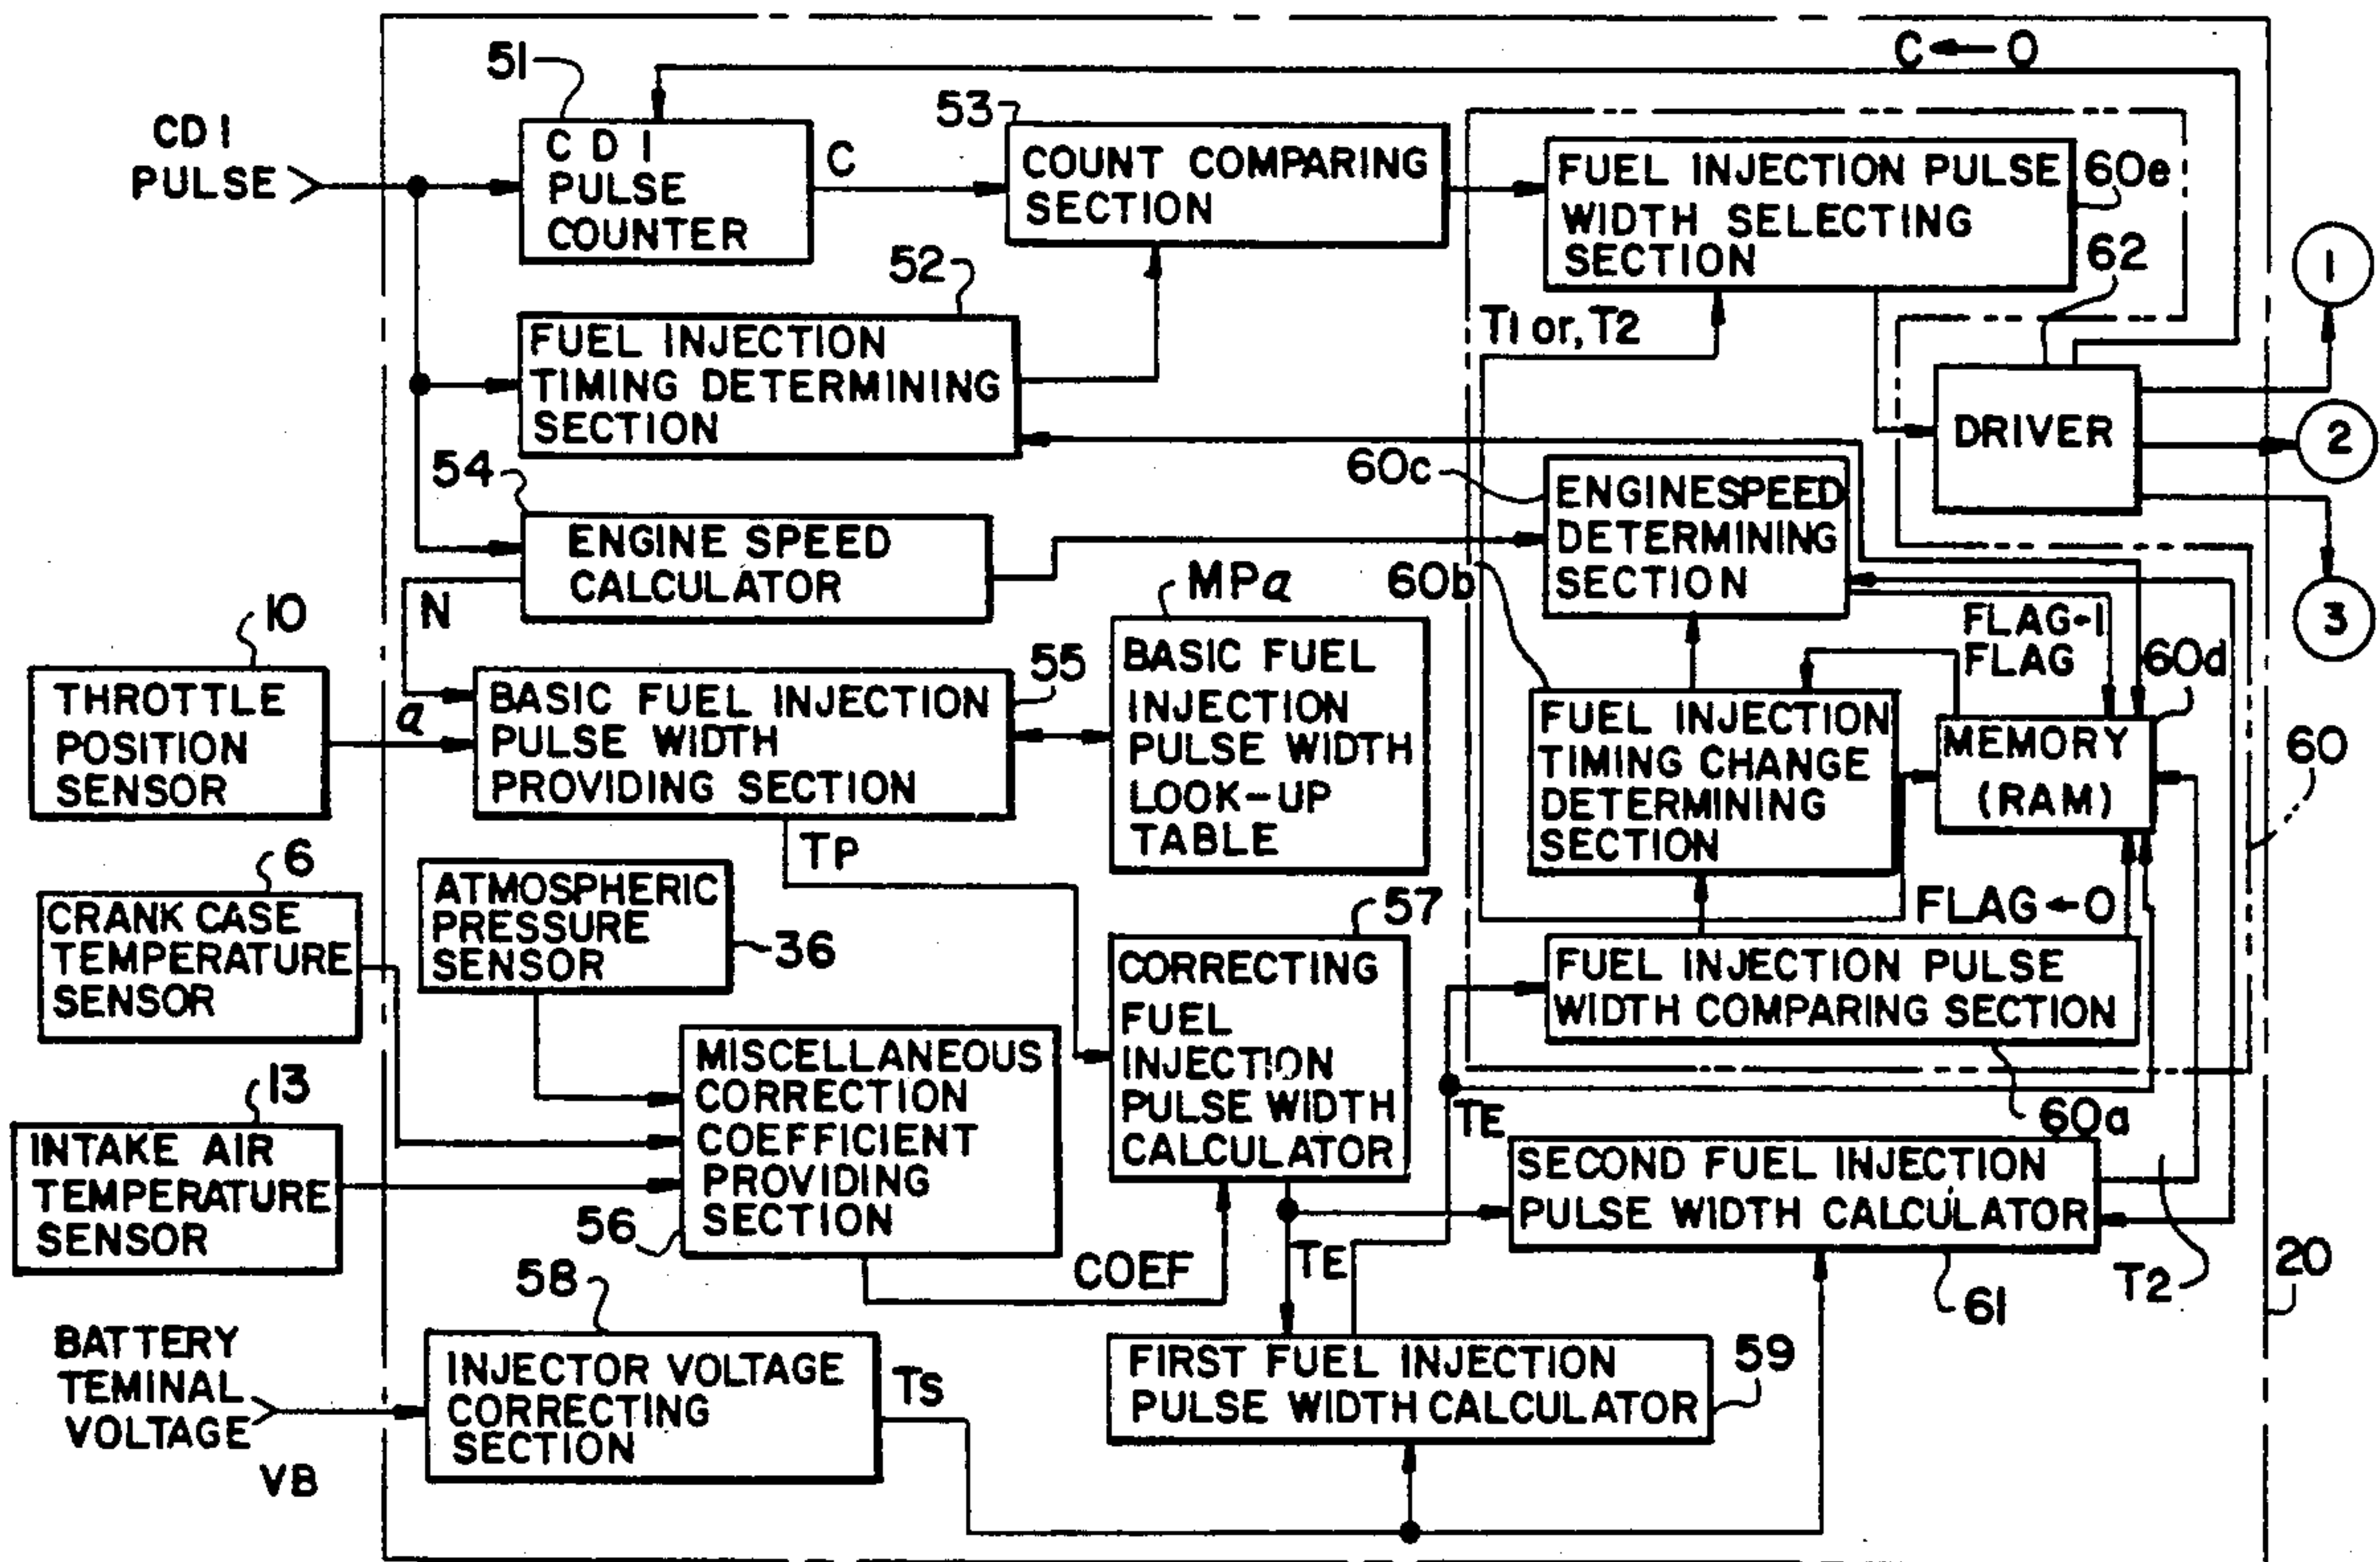 C←O
51
CDI
PULSE
CDI
PULSE
COUNTER
C
53
COUNT COMPARING
SECTION
FUEL INJECTION PULSE
WIDTH SELECTING
SECTION
60e
62
1
52
FUEL INJECTION
TIMING DETERMINING
SECTION
T1 or, T2
DRIVER
2
3
54
ENGINE SPEED
CALCULATOR
N
60c
ENGINESPEED
DETERMINING
SECTION
60b
FLAG←1
FLAG
60d
10
THROTTLE
POSITION
SENSOR
a
55
BASIC FUEL INJECTION
PULSE WIDTH
PROVIDING SECTION
TP
MPa
BASIC FUEL
INJECTION
PULSE WIDTH
LOOK-UP
TABLE
FUEL INJECTION
TIMING CHANGE
DETERMINING
SECTION
MEMORY
(RAM)
60
FLAG←O
6
CRANK CASE
TEMPERATURE
SENSOR
ATMOSPHERIC
PRESSURE
SENSOR
36
57
CORRECTING
FUEL
INJECTION
PULSE WIDTH
CALCULATOR
FUEL INJECTION PULSE
WIDTH COMPARING SECTION
60a
TE
13
INTAKE AIR
TEMPERATURE
SENSOR
MISCELLANEOUS
CORRECTION
COEFFICIENT
PROVIDING
SECTION
56
COEF
TE
SECOND FUEL INJECTION
PULSE WIDTH CALCULATOR
61
T2
20
58
BATTERY
TEMINAL
VOLTAGE
VB
INJECTOR VOLTAGE
CORRECTING
SECTION
TS
FIRST FUEL INJECTION
PULSE WIDTH CALCULATOR
59